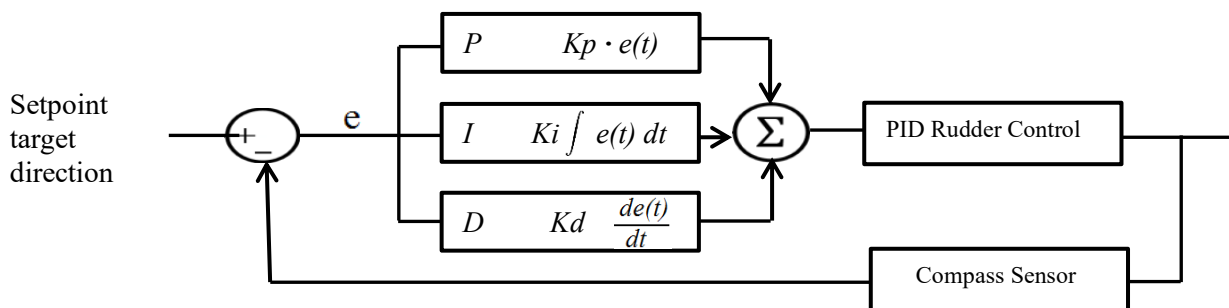 Setpoint
target
direction
+
_
e
P Kp · e(t)
I Ki ∫ e(t) dt
D Kd de(t)
dt
Σ
PID Rudder Control
Compass Sensor